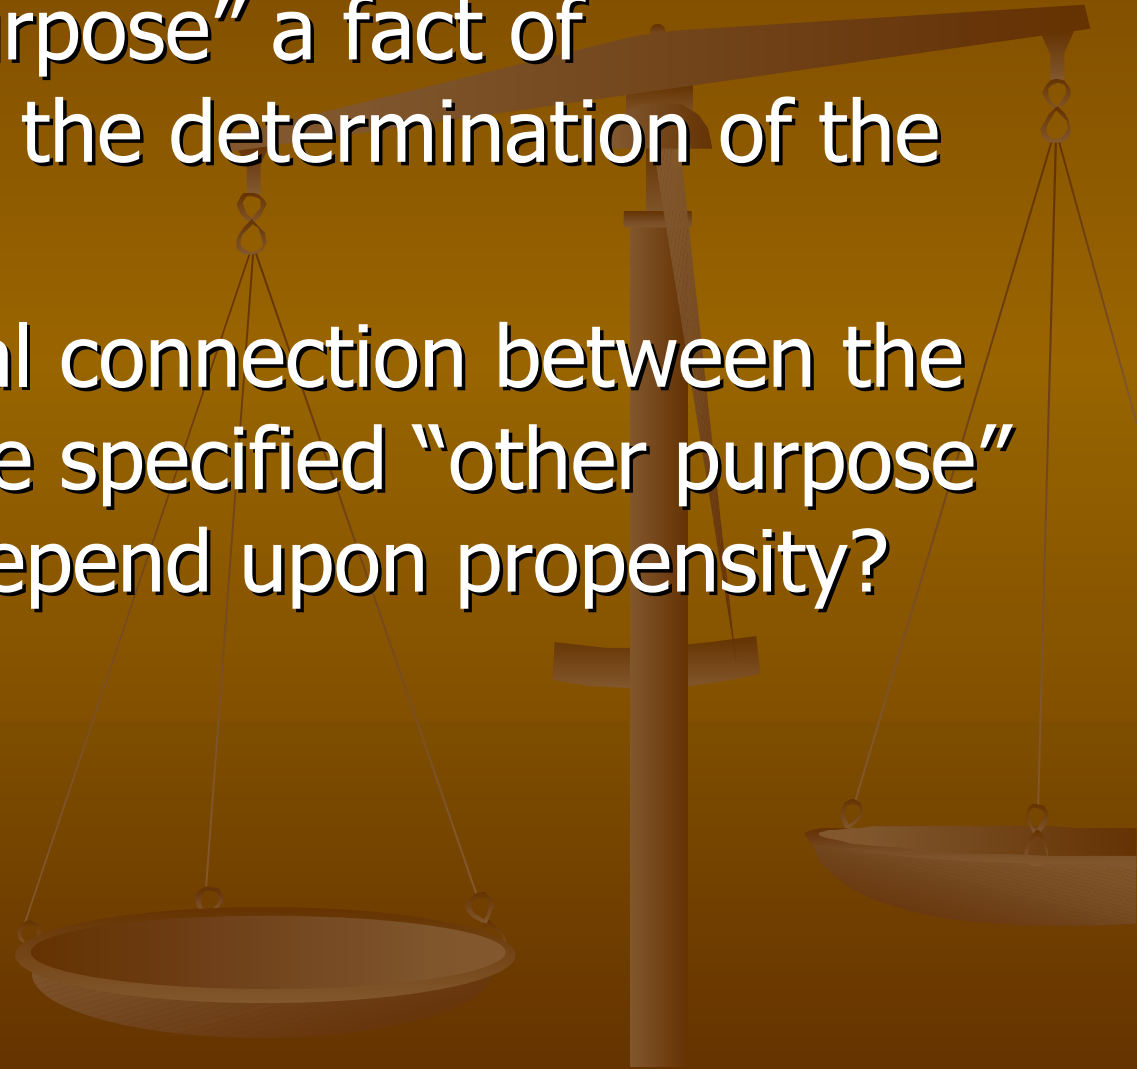 rpose” a fact of
the determination of the
al connection between the
e specified “other purpose”
epend upon propensity?